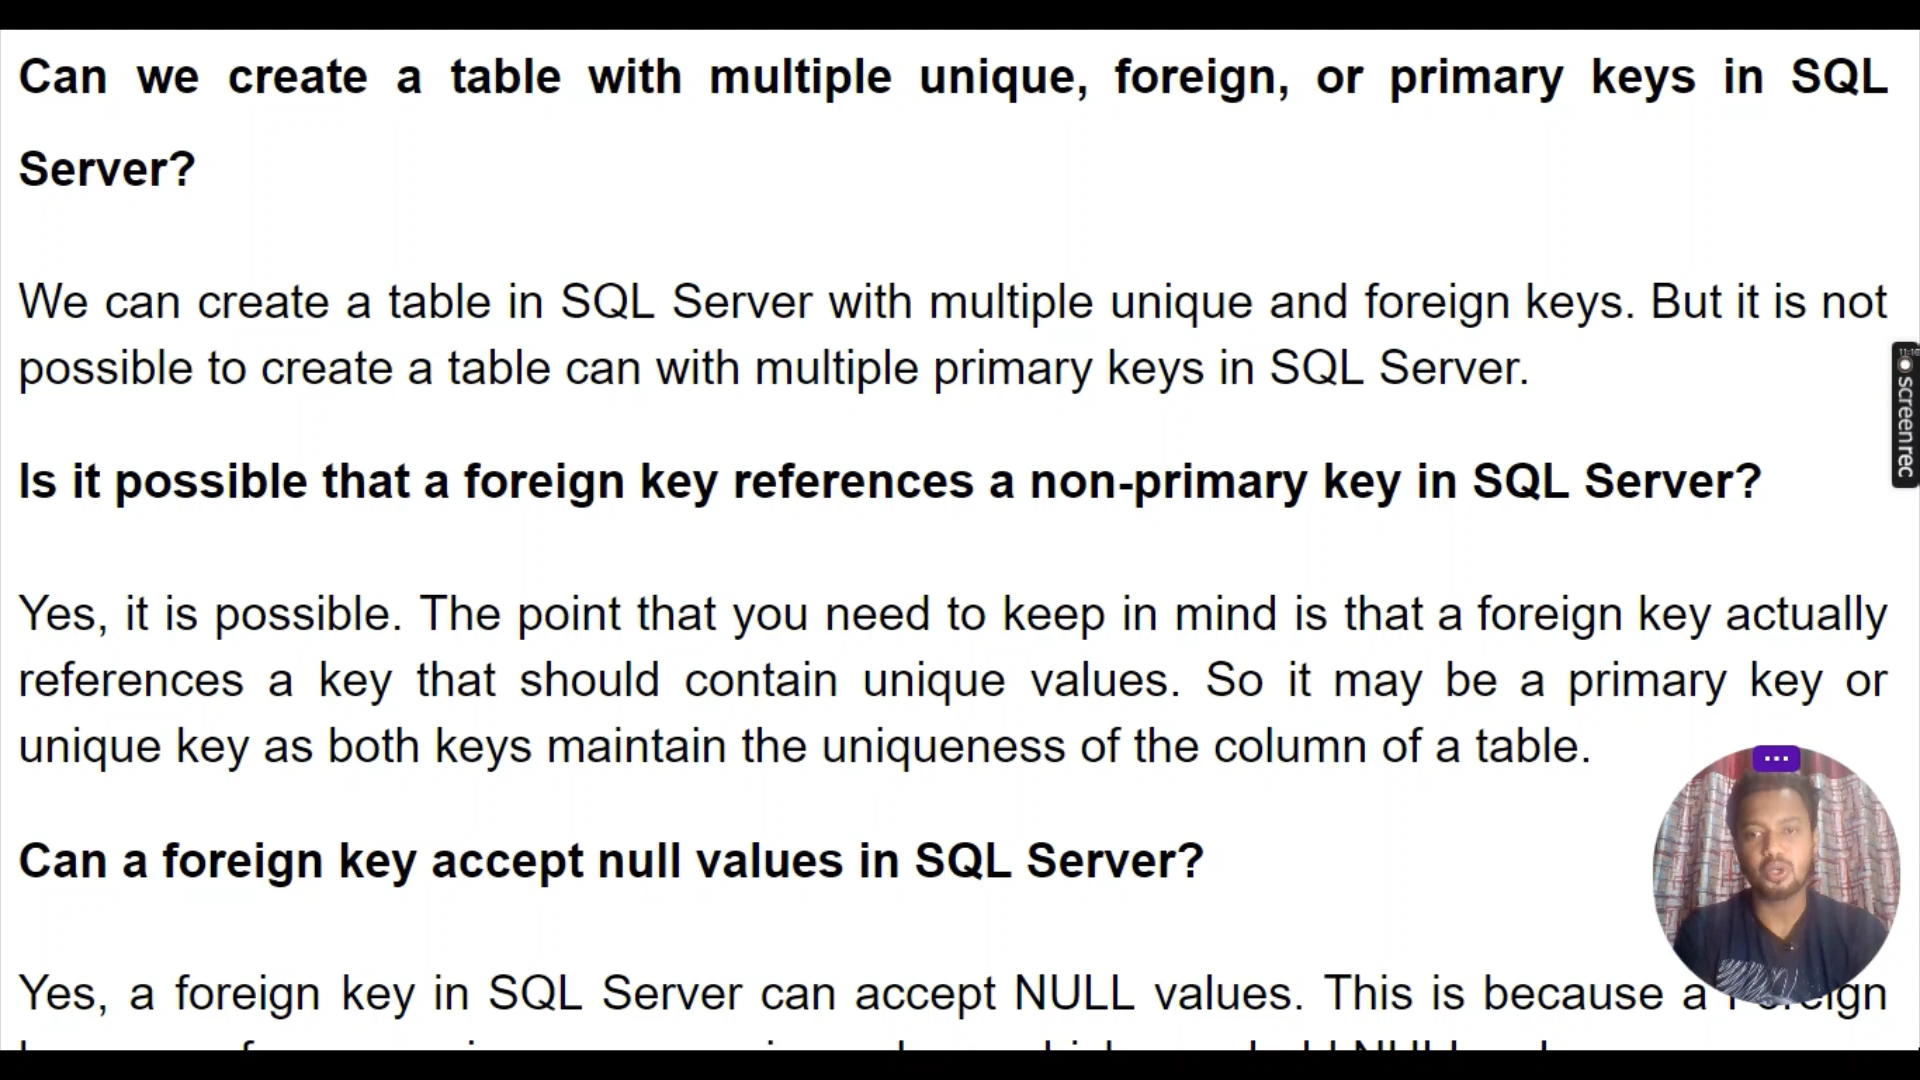 Can we create a table with multiple unique, foreign, or primary keys in SQL
Server?
We can create a table in SQL Server with multiple unique and foreign keys. But it is not
possible to create a table can with multiple primary keys in SQL Server.
Is it possible that a foreign key references a non-primary key in SQL Server?
Yes, it is possible. The point that you need to keep in mind is that a foreign key actually
references a key that should contain unique values. So it may be a primary key or
unique key as both keys maintain the uniqueness of the column of a table.
Can a foreign key accept null values in SQL Server?
Yes, a foreign key in SQL Server can accept NULL values. This is because a Foreign
screenrec